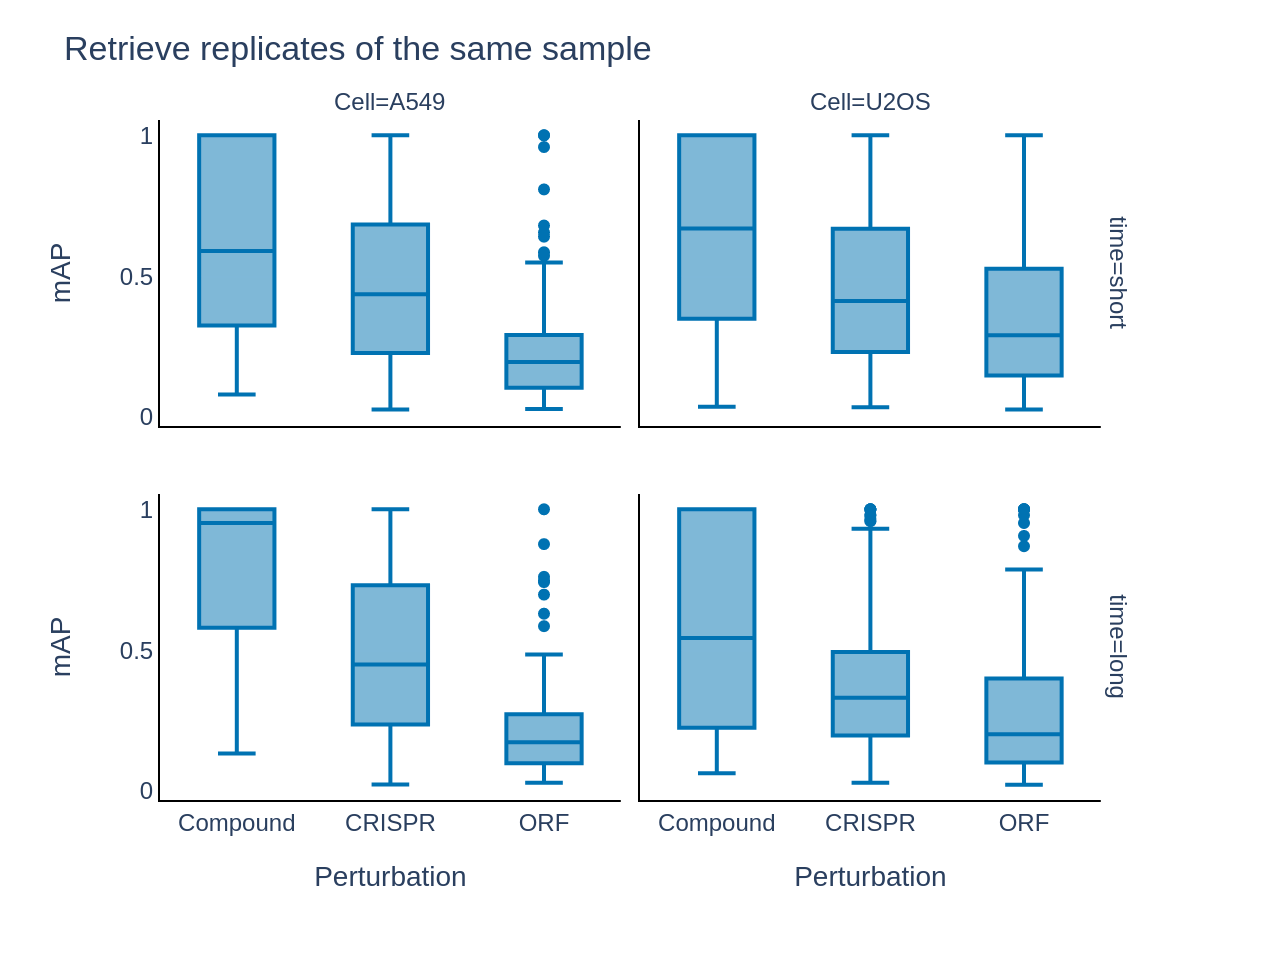 Retrieve replicates of the same sample
Cell=A549
Cell=U2OS
mAP
1
0.5
0
time=short
mAP
1
0.5
0
time=long
Compound
CRISPR
ORF
Compound
CRISPR
ORF
Perturbation
Perturbation